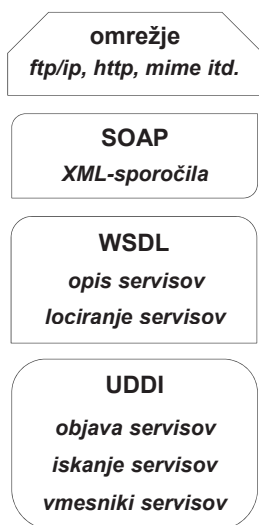 omrežje
ftp/ip, http, mime itd.
SOAP
XML-sporočila
WSDL
opis servisov
lociranje servisov
UDDI
objava servisov
iskanje servisov
vmesniki servisov